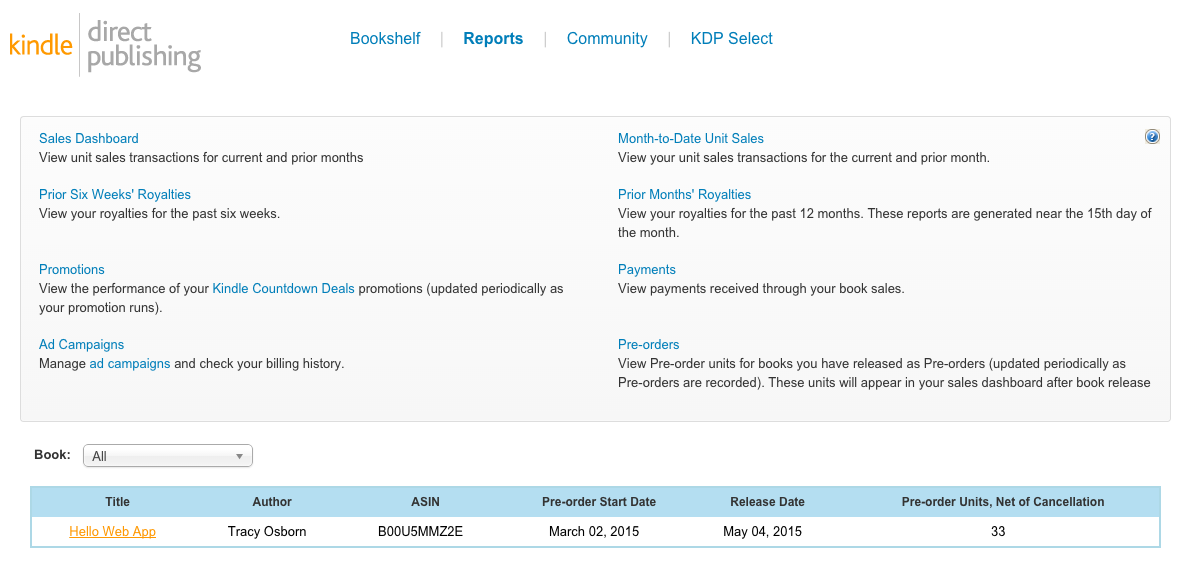 kindle direct publishing
Bookshelf | Reports | Community | KDP Select
Sales Dashboard
View unit sales transactions for current and prior months
Month-to-Date Unit Sales
View your unit sales transactions for the current and prior month.
Prior Six Weeks' Royalties
View your royalties for the past six weeks.
Prior Months' Royalties
View your royalties for the past 12 months. These reports are generated near the 15th day of
the month.
Promotions
View the performance of your Kindle Countdown Deals promotions (updated periodically as
your promotion runs).
Payments
View payments received through your book sales.
Ad Campaigns
Manage ad campaigns and check your billing history.
Pre-orders
View Pre-order units for books you have released as Pre-orders (updated periodically as
Pre-orders are recorded). These units will appear in your sales dashboard after book release
Book: All
Title Author ASIN Pre-order Start Date Release Date Pre-order Units, Net of Cancellation
Hello Web App Tracy Osborn B00U5MMZ2E March 02, 2015 May 04, 2015 33